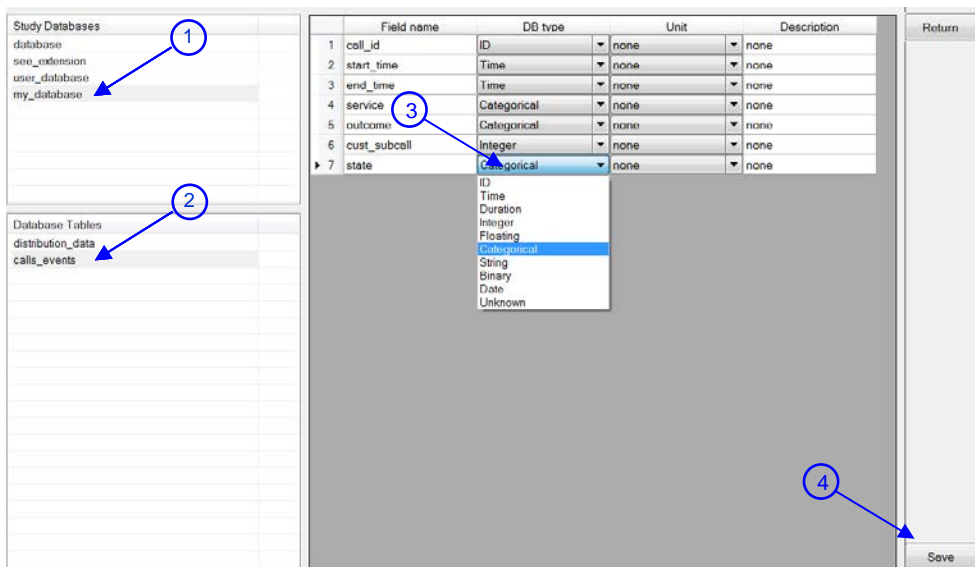 Study Databases
database
see_extension
user_database
my_database
1
Database Tables
distribution_data
calls_events
2
Field name DB type Unit Description
1 call_id ID none none
2 start_time Time none none
3 end_time Time none none
4 service Categorical none none
5 outcome Categorical none none
6 cust_subcall Integer none none
7 state Categorical none none
3
ID
Time
Duration
Integer
Floating
Categorical
String
Binary
Date
Unknown
Return
4
Save